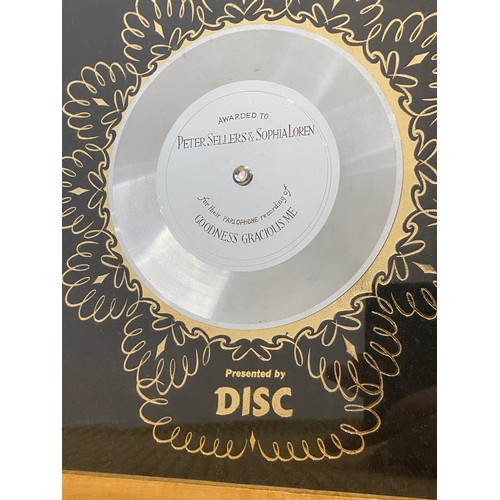 AWARDED TO
PETER SELLERS & SOPHIA LOREN
for their PARLOPHONE recording of
GOODNESS GRACIOUS ME
Presented by
DISC